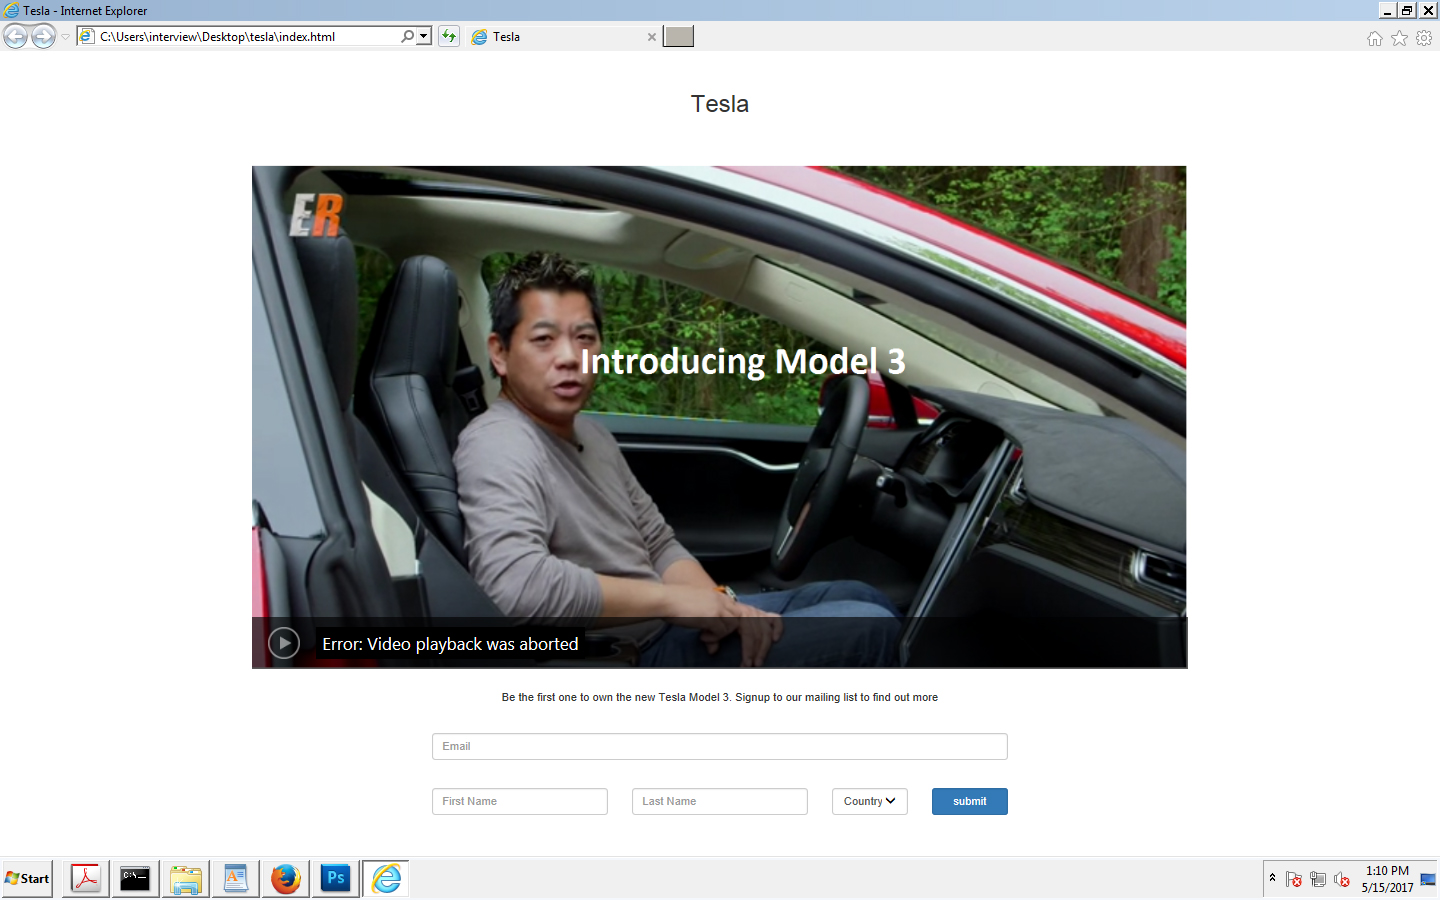 Tesla - Internet Explorer
C:\Users\interview\Desktop\tesla\index.html
Tesla
Tesla
ER
Introducing Model 3
Error: Video playback was aborted
Be the first one to own the new Tesla Model 3. Signup to our mailing list to find out more
Email
First Name
Last Name
Country
submit
Start
C:\_
Ps
1:10 PM
5/15/2017